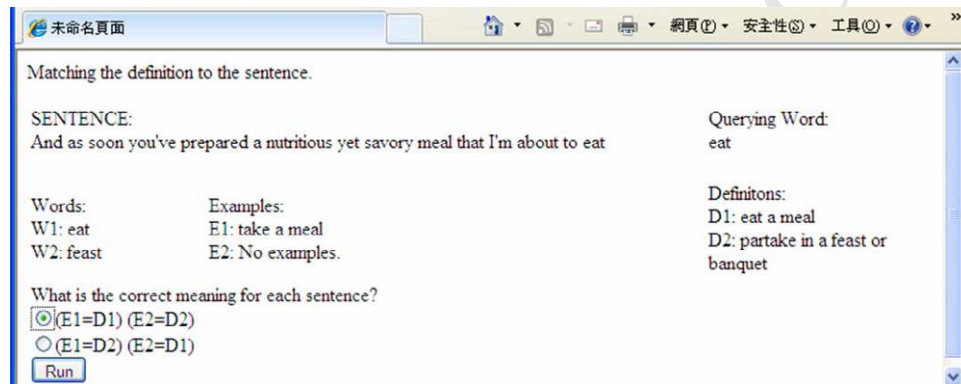 未命名頁面
網頁(P) 安全性(S) 工具(O) »
Matching the definition to the sentence.
SENTENCE:
And as soon you've prepared a nutritious yet savory meal that I'm about to eat
Querying Word:
eat
Words:
W1: eat
W2: feast
Examples:
E1: take a meal
E2: No examples.
Definitons:
D1: eat a meal
D2: partake in a feast or
banquet
What is the correct meaning for each sentence?
(E1=D1) (E2=D2)
(E1=D2) (E2=D1)
Run